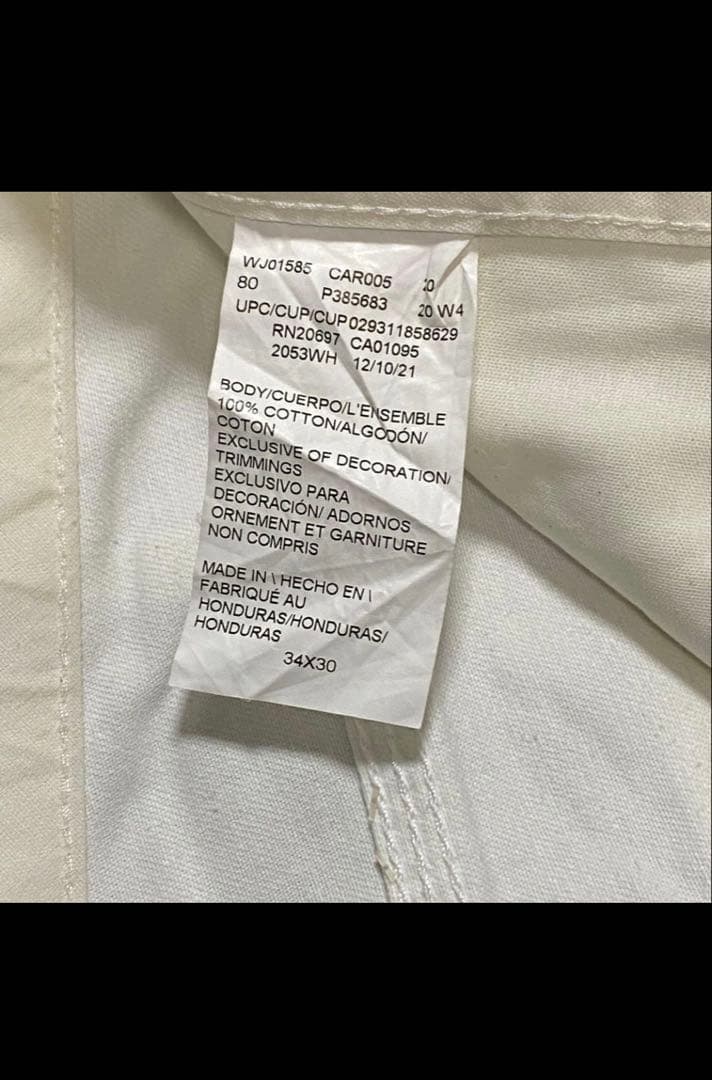 WJ01585 CAR005 20
80 P385683 20 W4
UPC/CUP/CUP029311858629
RN20697 CA01095
2053WH 12/10/21
BODY/CUERPO/L'ENSEMBLE
100% COTTON/ALGODÓN/
COTON
EXCLUSIVE OF DECORATION/
TRIMMINGS
EXCLUSIVO PARA
DECORACIÓN/ ADORNOS
ORNEMENT ET GARNITURE
NON COMPRIS
MADE IN \ HECHO EN \
FABRIQUÉ AU
HONDURAS/HONDURAS/
HONDURAS
34X30